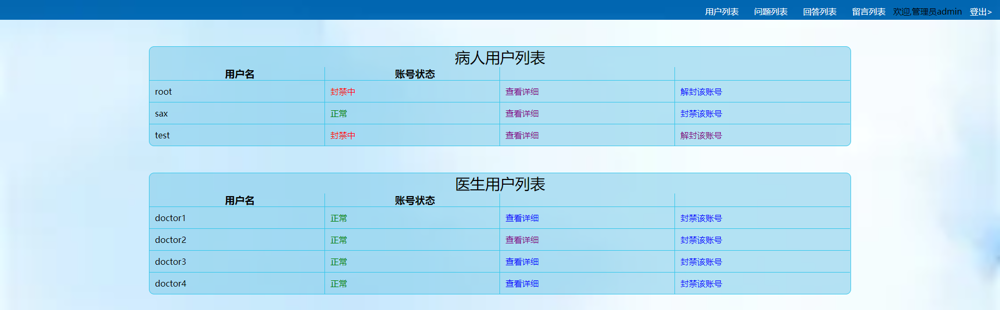 用户列表 问题列表 回答列表 留言列表 欢迎,管理员admin 登出>
病人用户列表
用户名 账号状态
root 封禁中 查看详细 解封该账号
sax 正常 查看详细 封禁该账号
test 封禁中 查看详细 解封该账号
医生用户列表
用户名 账号状态
doctor1 正常 查看详细 封禁该账号
doctor2 正常 查看详细 封禁该账号
doctor3 正常 查看详细 封禁该账号
doctor4 正常 查看详细 封禁该账号